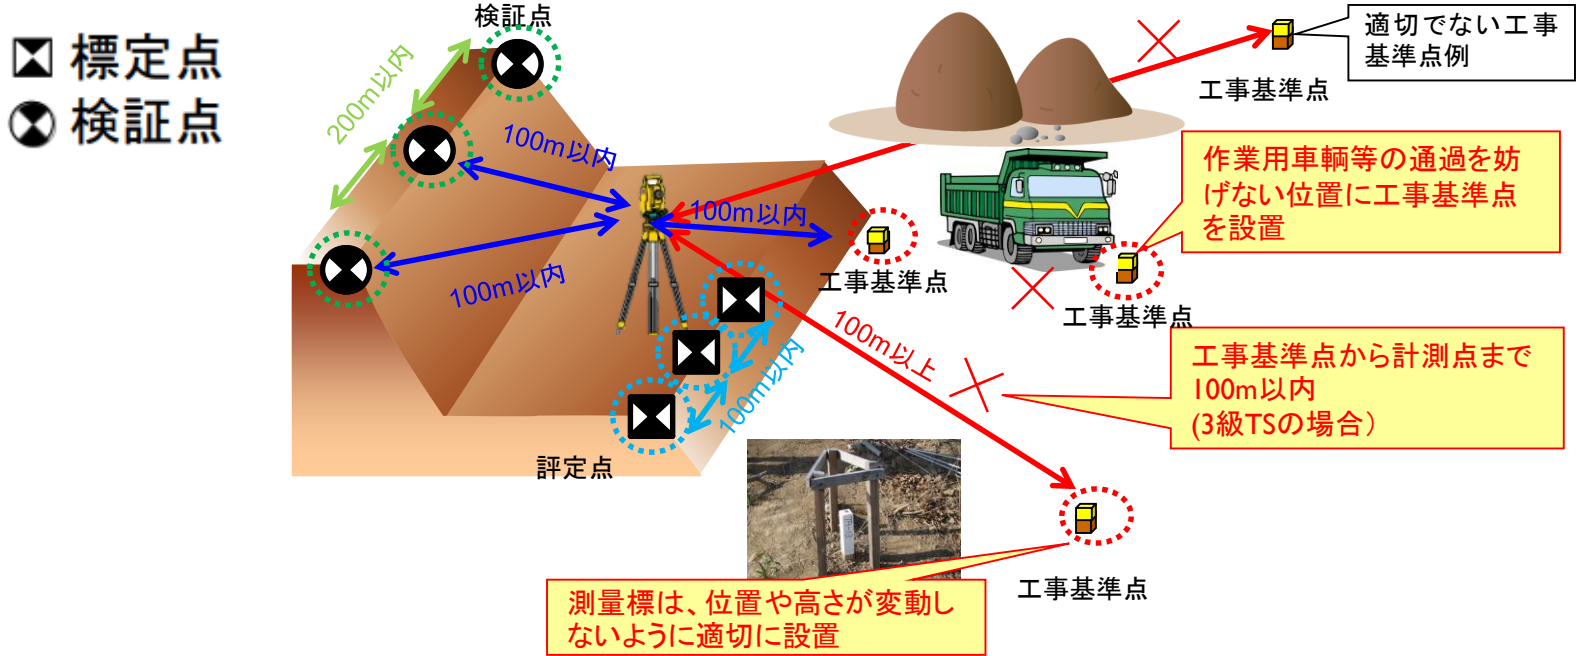 標定点
検証点
検証点
200m以内
100m以内
100m以内
100m以内
適切でない工事
基準点例
工事基準点
作業用車輌等の通過を妨
げない位置に工事基準点
を設置
工事基準点
工事基準点
100m以上
100m以内
工事基準点から計測点まで
100m以内
(3級TSの場合）
評定点
工事基準点
測量標は、位置や高さが変動し
ないように適切に設置